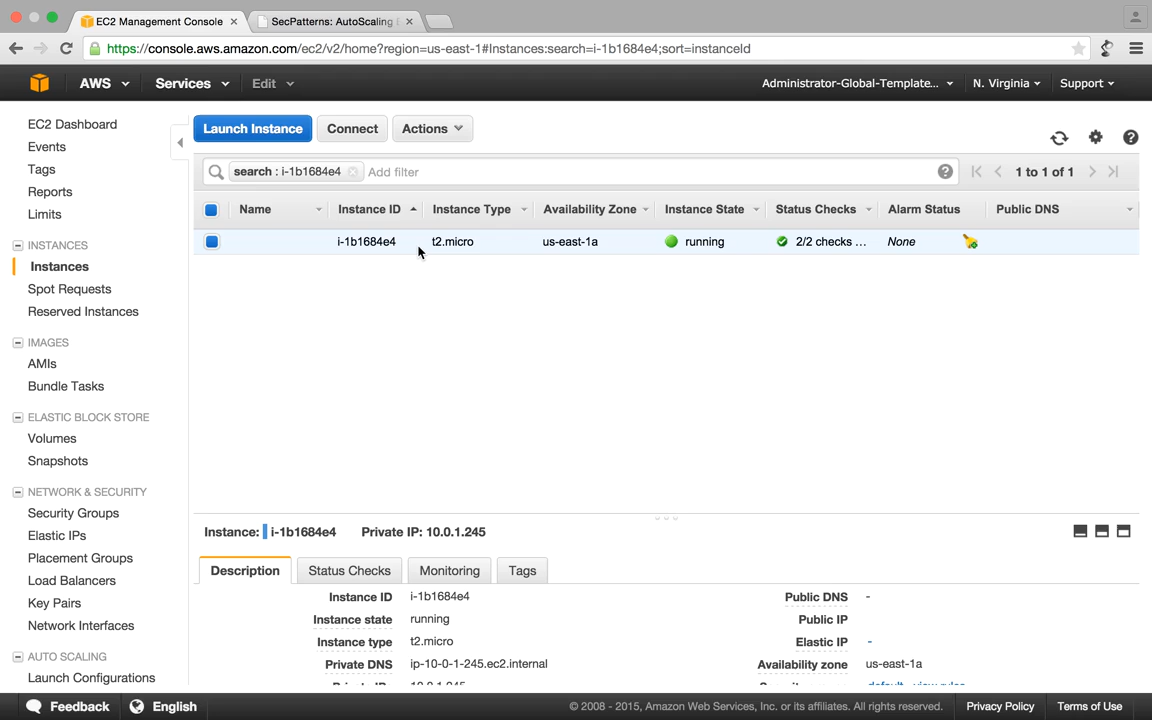 EC2 Management Console
SecPatterns: AutoScaling
https://console.aws.amazon.com/ec2/v2/home?region=us-east-1#Instances:search=i-1b1684e4;sort=instanceId
AWS Services Edit Administrator-Global-Template... N. Virginia Support
EC2 Dashboard
Events
Tags
Reports
Limits
INSTANCES
Instances
Spot Requests
Reserved Instances
IMAGES
AMIs
Bundle Tasks
ELASTIC BLOCK STORE
Volumes
Snapshots
NETWORK & SECURITY
Security Groups
Elastic IPs
Placement Groups
Load Balancers
Key Pairs
Network Interfaces
AUTO SCALING
Launch Configurations
Launch Instance Connect Actions
search : i-1b1684e4 Add filter 1 to 1 of 1
Name Instance ID Instance Type Availability Zone Instance State Status Checks Alarm Status Public DNS
i-1b1684e4 t2.micro us-east-1a running 2/2 checks ... None
Instance: i-1b1684e4 Private IP: 10.0.1.245
Description Status Checks Monitoring Tags
Instance ID i-1b1684e4 Public DNS -
Instance state running Public IP
Instance type t2.micro Elastic IP -
Private DNS ip-10-0-1-245.ec2.internal Availability zone us-east-1a
Feedback English © 2008 - 2015, Amazon Web Services, Inc. or its affiliates. All rights reserved. Privacy Policy Terms of Use